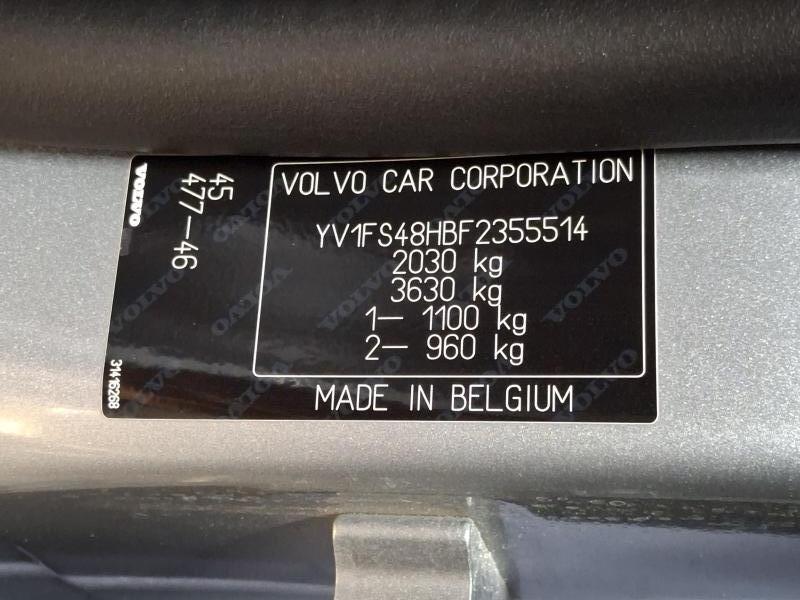 VOLVO
45
477-46
31416268
VOLVO CAR CORPORATION
YV1FS48HBF2355514
2030 kg
3630 kg
1- 1100 kg
2- 960 kg
MADE IN BELGIUM